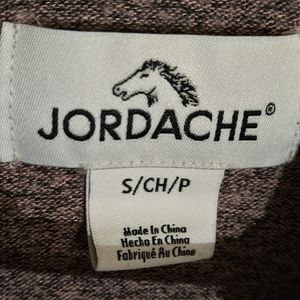 JORDACHE®
S/CH/P
Made In China
Hecho En China
Fabriqué Au Chine